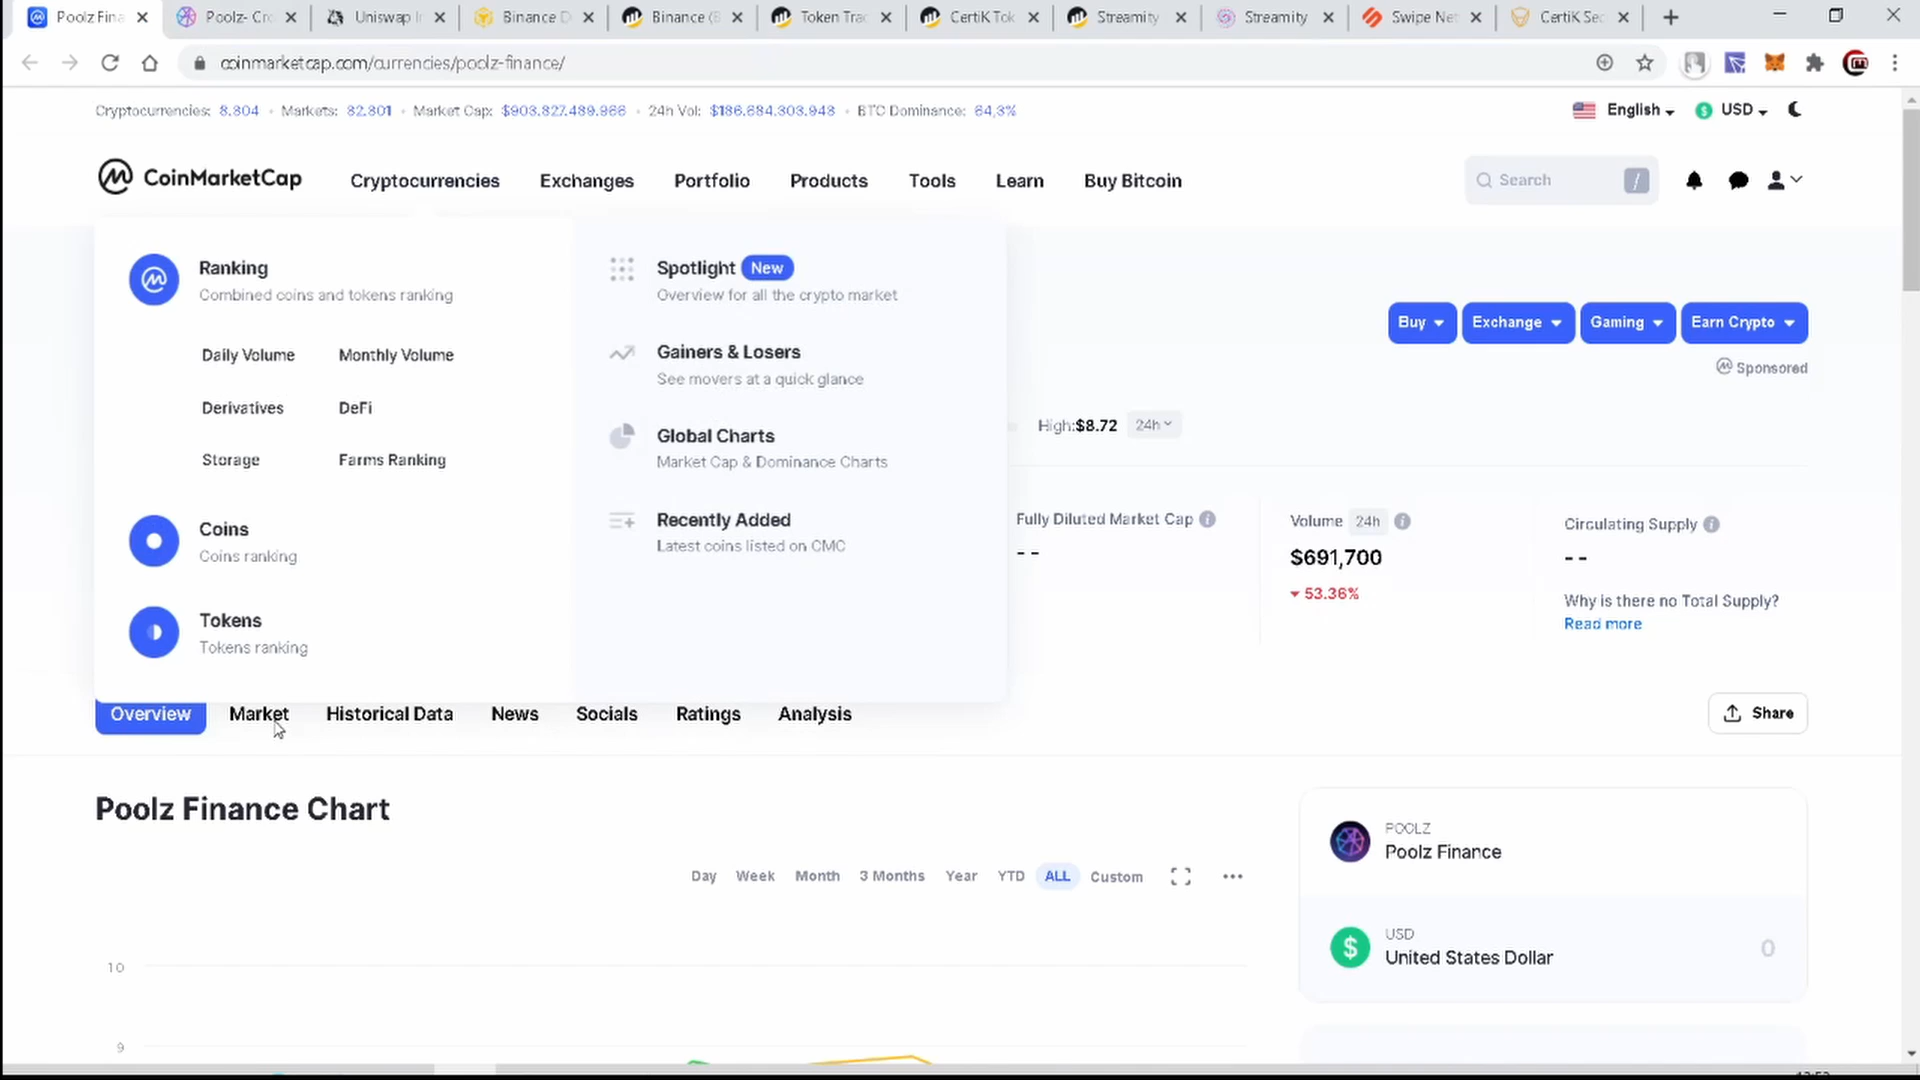 Poolz Fina
Poolz- Cro
Uniswap I
Binance D
Binance (B
Token Trac
CertiK Tok
Streamity
Streamity
Swipe Net
CertiK Sec
coinmarketcap.com/currencies/poolz-finance/
Cryptocurrencies: 8.804 • Markets: 82.801 • Market Cap: $903.827.489.966 • 24h Vol: $186.684.303.943 • BTC Dominance: 64,3%
English
USD
CoinMarketCap
Cryptocurrencies
Exchanges
Portfolio
Products
Tools
Learn
Buy Bitcoin
Search /
Ranking
Combined coins and tokens ranking
Daily Volume
Monthly Volume
Derivatives
DeFi
Storage
Farms Ranking
Coins
Coins ranking
Tokens
Tokens ranking
Spotlight New
Overview for all the crypto market
Gainers & Losers
See movers at a quick glance
Global Charts
Market Cap & Dominance Charts
Recently Added
Latest coins listed on CMC
Buy
Exchange
Gaming
Earn Crypto
Sponsored
High:$8.72 24h
Fully Diluted Market Cap
- -
Volume 24h
$691,700
53.36%
Circulating Supply
- -
Why is there no Total Supply?
Read more
Overview
Market
Historical Data
News
Socials
Ratings
Analysis
Share
Poolz Finance Chart
Day
Week
Month
3 Months
Year
YTD
ALL
Custom
10
9
POOLZ
Poolz Finance
USD
United States Dollar
0